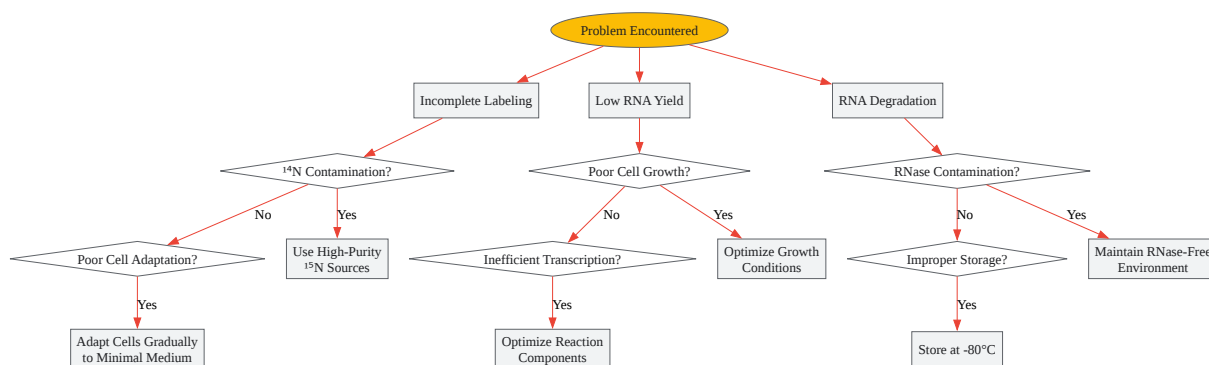 Problem Encountered
Incomplete Labeling
Low RNA Yield
RNA Degradation
¹⁴N Contamination?
Poor Cell Growth?
RNase Contamination?
No
Yes
No
Yes
No
Yes
Poor Cell Adaptation?
Use High-Purity
¹⁵N Sources
Inefficient Transcription?
Optimize Growth
Conditions
Improper Storage?
Maintain RNase-Free
Environment
Yes
Yes
Yes
Adapt Cells Gradually
to Minimal Medium
Optimize Reaction
Components
Store at -80°C